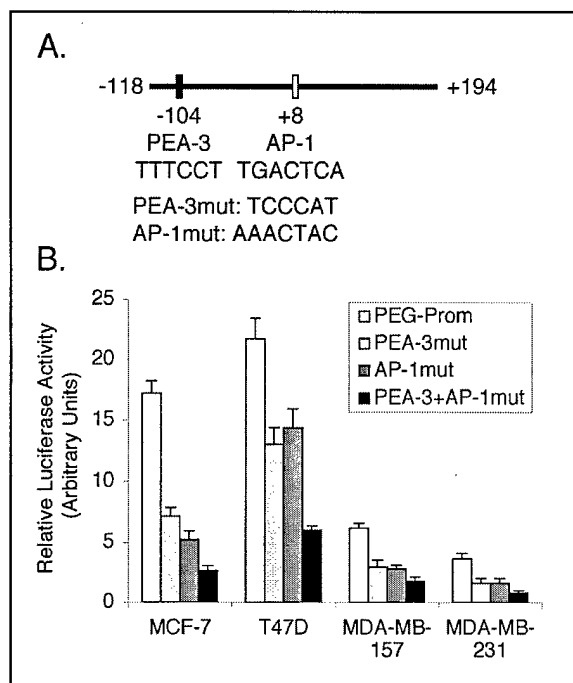 A.
-118 +194
-104 +8
PEA-3 AP-1
TTTCCT TGACTCA
PEA-3mut: TCCCAT
AP-1mut: AAACTAC
B.
Relative Luciferase Activity
(Arbitrary Units)
25
20
15
10
5
0
PEG-Prom
PEA-3mut
AP-1mut
PEA-3+AP-1mut
MCF-7 T47D MDA-MB-157 MDA-MB-231